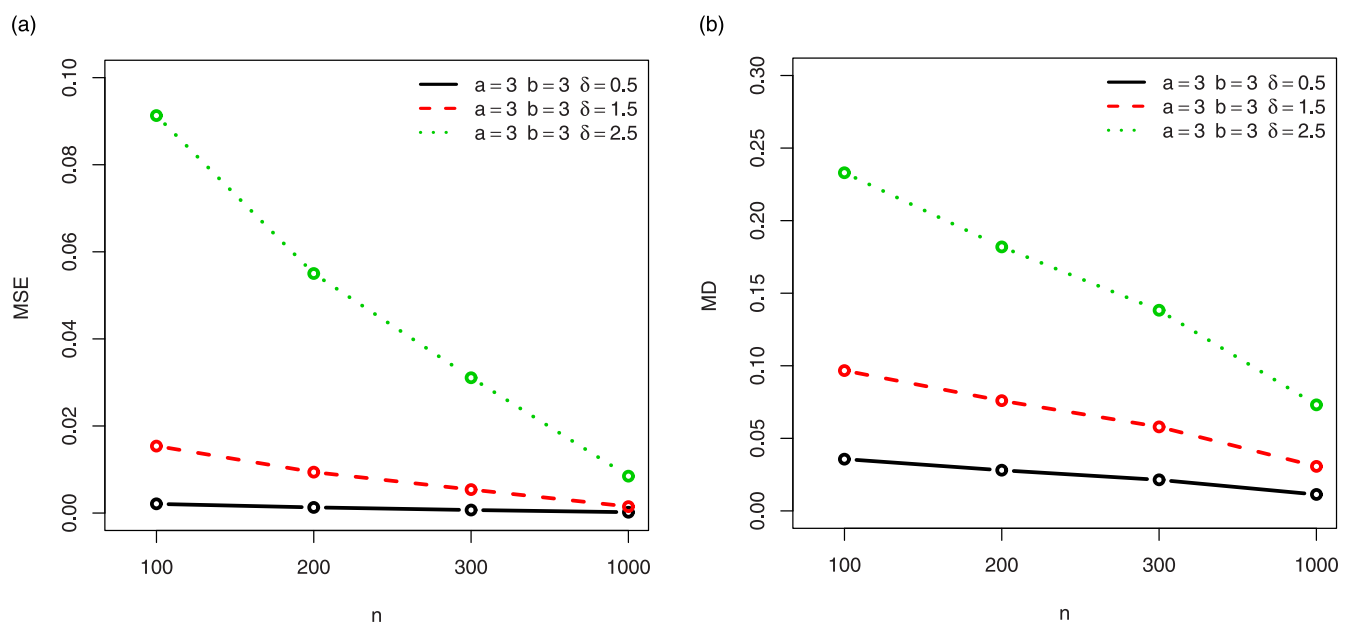 (a)
a = 3 b = 3 δ = 0.5
a = 3 b = 3 δ = 1.5
a = 3 b = 3 δ = 2.5
MSE
0.10
0.08
0.06
0.04
0.02
0.00
100 200 300 1000
n
(b)
a = 3 b = 3 δ = 0.5
a = 3 b = 3 δ = 1.5
a = 3 b = 3 δ = 2.5
MD
0.30
0.25
0.20
0.15
0.10
0.05
0.00
100 200 300 1000
n